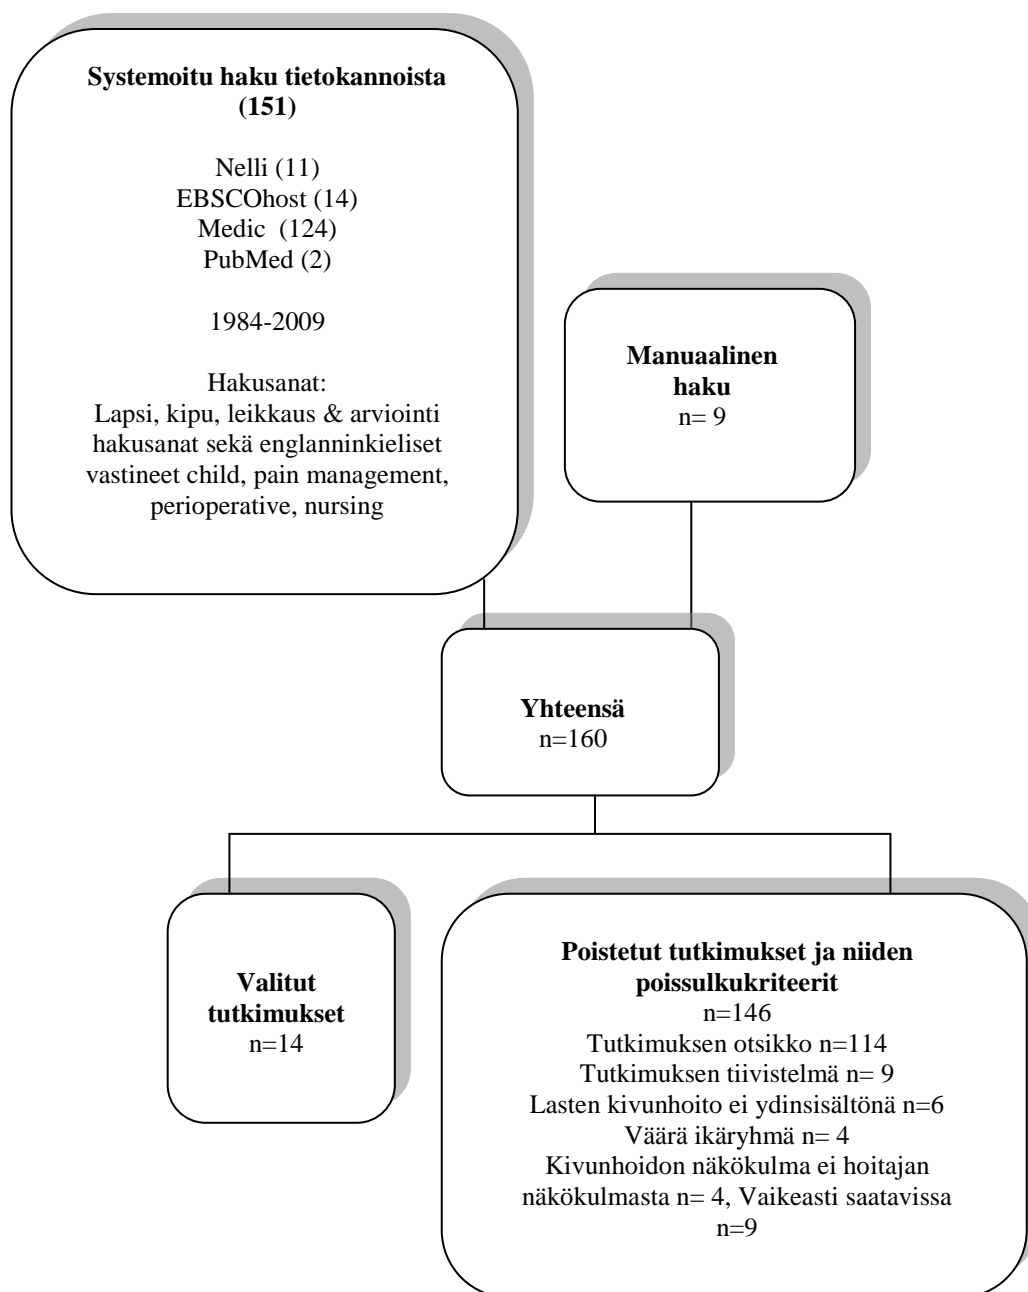 Systemoitu haku tietokannoista
(151)
Nelli (11)
EBSCOhost (14)
Medic (124)
PubMed (2)
1984-2009
Hakusanat:
Lapsi, kipu, leikkaus & arviointi
hakusanat sekä englanninkieliset
vastineet child, pain management,
perioperative, nursing
Manuaalinen
haku
n= 9
Yhteensä
n=160
Valitut
tutkimukset
n=14
Poistetut tutkimukset ja niiden
poissulkukriteerit
n=146
Tutkimuksen otsikko n=114
Tutkimuksen tiivistelmä n= 9
Lasten kivunhoito ei ydinsisältönä n=6
Väärä ikäryhmä n= 4
Kivunhoidon näkökulma ei hoitajan
näkökulmasta n= 4, Vaikeasti saatavissa
n=9